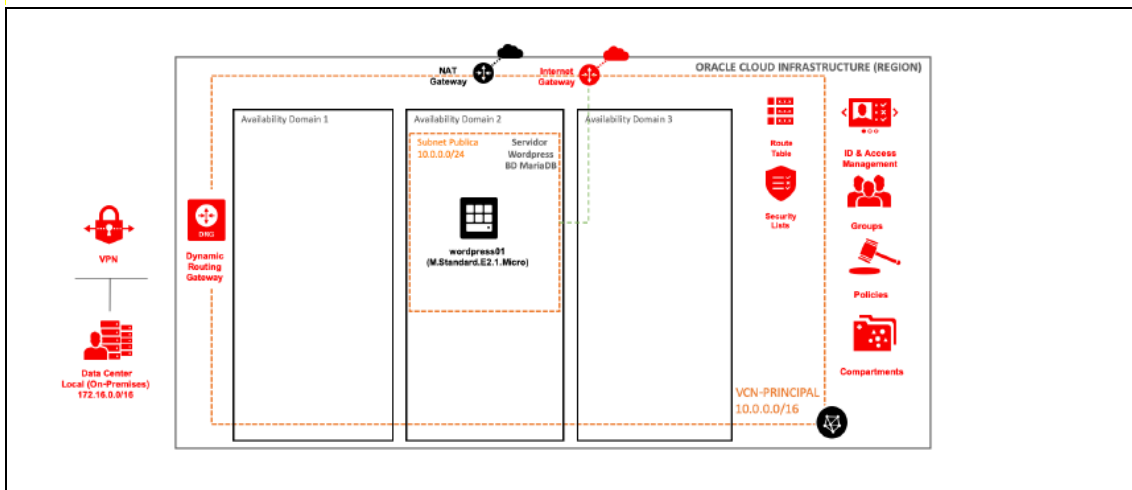 ORACLE CLOUD INFRASTRUCTURE (REGION)
NAT
Gateway
Internet
Gateway
Availability Domain 1
Availability Domain 2
Availability Domain 3
Subnet Publica
10.0.0.0/24
Servidor
Wordpress
BD MariaDB
wordpress01
(M.Standard.E2.1.Micro)
Route
Table
Security
Lists
ID & Access
Management
Groups
Policies
Compartments
VPN
DRG
Dynamic
Routing
Gateway
Data Center
Local (On-Premises)
172.16.0.0/16
VCN-PRINCIPAL
10.0.0.0/16